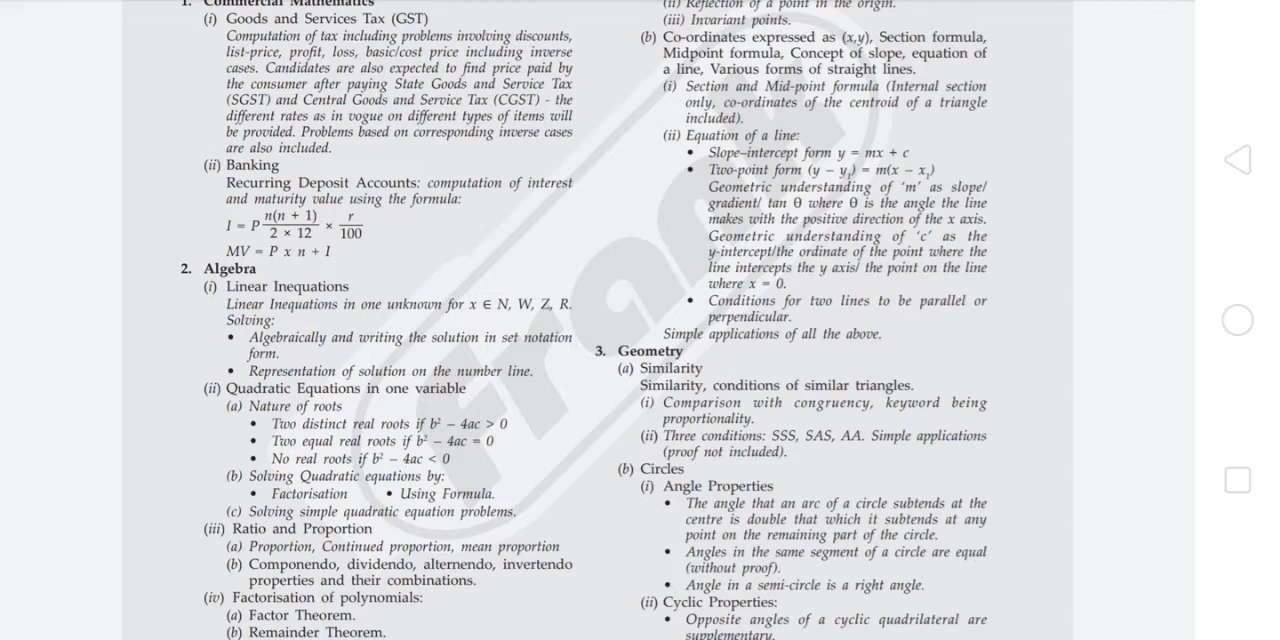 1. Commercial Mathematics
(i) Goods and Services Tax (GST)
Computation of tax including problems involving discounts,
list-price, profit, loss, basic/cost price including inverse
cases. Candidates are also expected to find price paid by
the consumer after paying State Goods and Service Tax
(SGST) and Central Goods and Service Tax (CGST) - the
different rates as in vogue on different types of items will
be provided. Problems based on corresponding inverse cases
are also included.
(ii) Banking
Recurring Deposit Accounts: computation of interest
and maturity value using the formula:
I = P n(n + 1)/2 × 12 × r/100
MV = P x n + I
2. Algebra
(i) Linear Inequations
Linear Inequations in one unknown for x ∈ N, W, Z, R.
Solving:
• Algebraically and writing the solution in set notation
form.
• Representation of solution on the number line.
(ii) Quadratic Equations in one variable
(a) Nature of roots
• Two distinct real roots if b² – 4ac > 0
• Two equal real roots if b² – 4ac = 0
• No real roots if b² – 4ac < 0
(b) Solving Quadratic equations by:
• Factorisation • Using Formula.
(c) Solving simple quadratic equation problems.
(iii) Ratio and Proportion
(a) Proportion, Continued proportion, mean proportion
(b) Componendo, dividendo, alternendo, invertendo
properties and their combinations.
(iv) Factorisation of polynomials:
(a) Factor Theorem.
(b) Remainder Theorem.
(ii) Reflection of a point in the origin.
(iii) Invariant points.
(b) Co-ordinates expressed as (x,y), Section formula,
Midpoint formula, Concept of slope, equation of
a line, Various forms of straight lines.
(i) Section and Mid-point formula (Internal section
only, co-ordinates of the centroid of a triangle
included).
(ii) Equation of a line:
• Slope–intercept form y = mx + c
• Two-point form (y – y₁) = m(x – x₁)
Geometric understanding of 'm' as slope/
gradient/ tan θ where θ is the angle the line
makes with the positive direction of the x axis.
Geometric understanding of 'c' as the
y-intercept/the ordinate of the point where the
line intercepts the y axis/ the point on the line
where x = 0.
• Conditions for two lines to be parallel or
perpendicular.
Simple applications of all the above.
3. Geometry
(a) Similarity
Similarity, conditions of similar triangles.
(i) Comparison with congruency, keyword being
proportionality.
(ii) Three conditions: SSS, SAS, AA. Simple applications
(proof not included).
(b) Circles
(i) Angle Properties
• The angle that an arc of a circle subtends at the
centre is double that which it subtends at any
point on the remaining part of the circle.
• Angles in the same segment of a circle are equal
(without proof).
• Angle in a semi-circle is a right angle.
(ii) Cyclic Properties:
• Opposite angles of a cyclic quadrilateral are
supplementary.
Frank